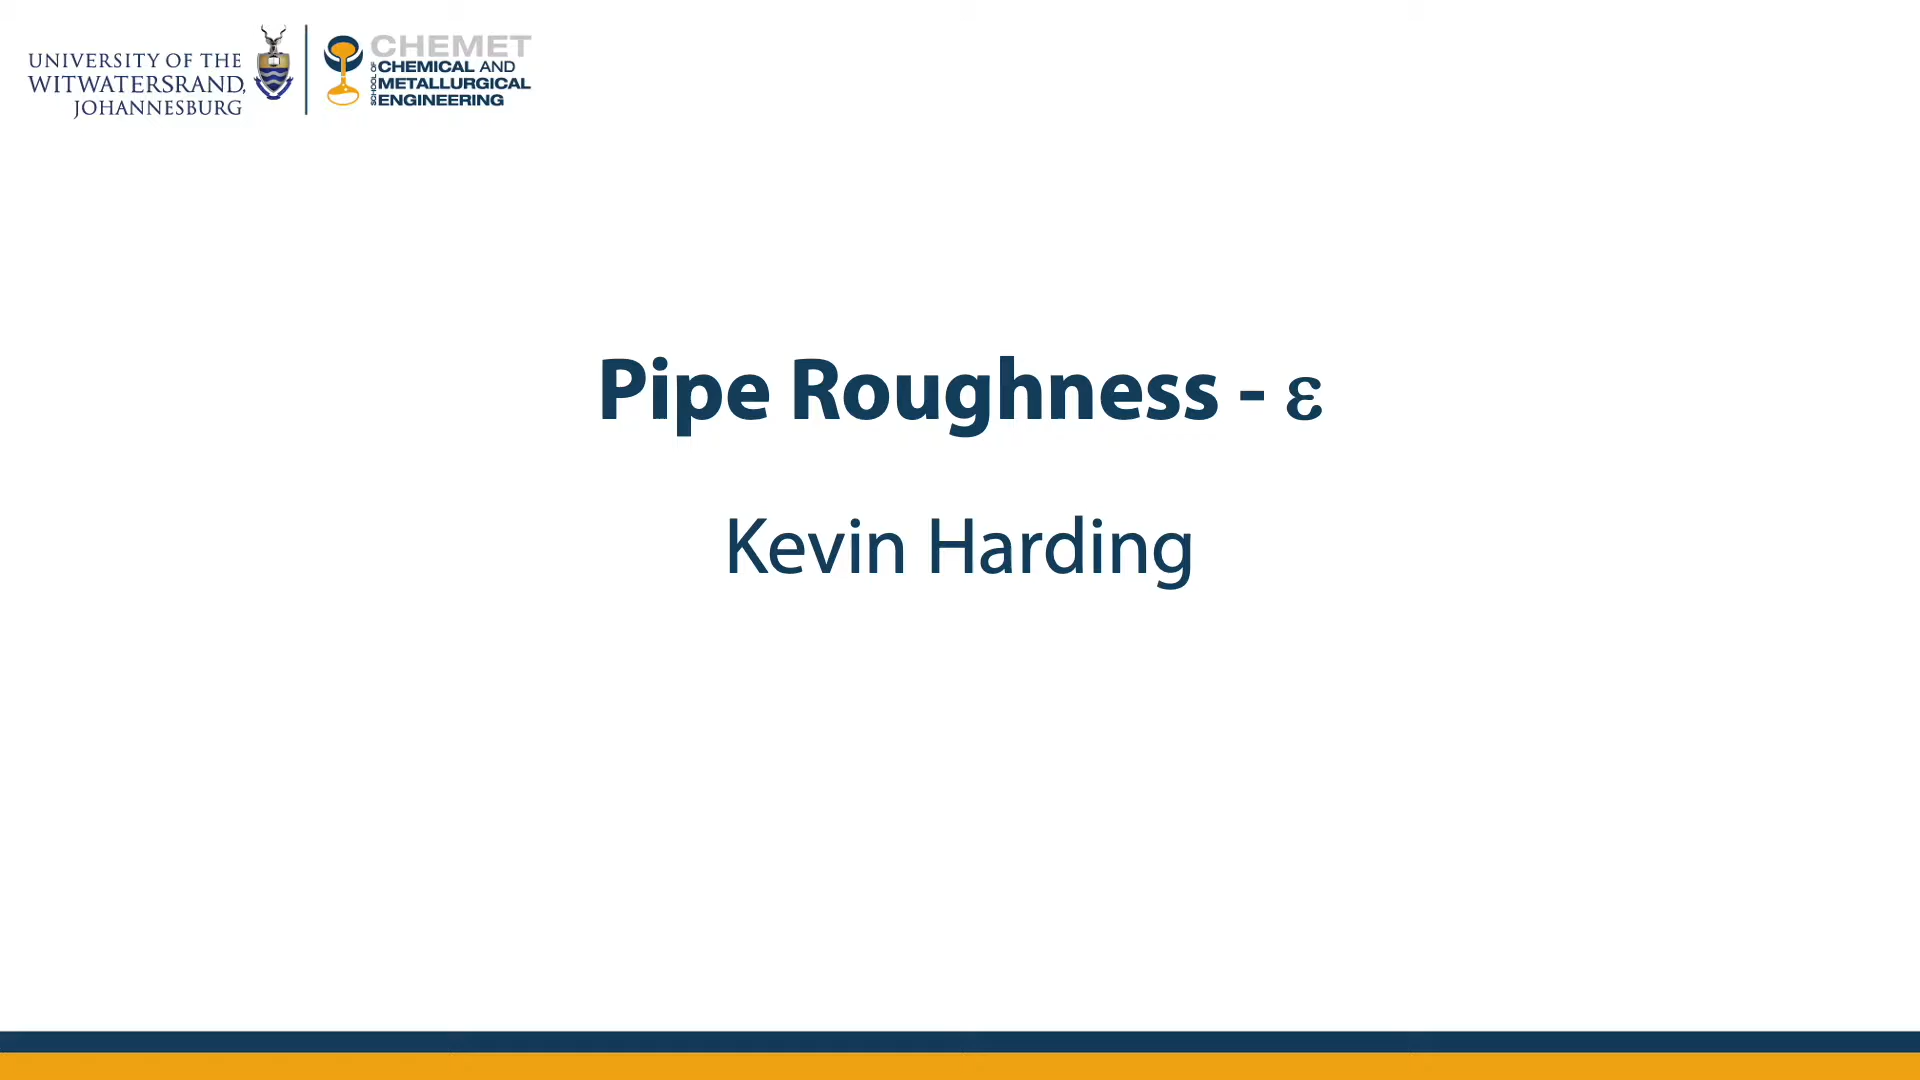 UNIVERSITY OF THE
WITWATERSRAND,
JOHANNESBURG
CHEMET
SCHOOL OF
CHEMICAL AND
METALLURGICAL
ENGINEERING
Pipe Roughness - ε
Kevin Harding